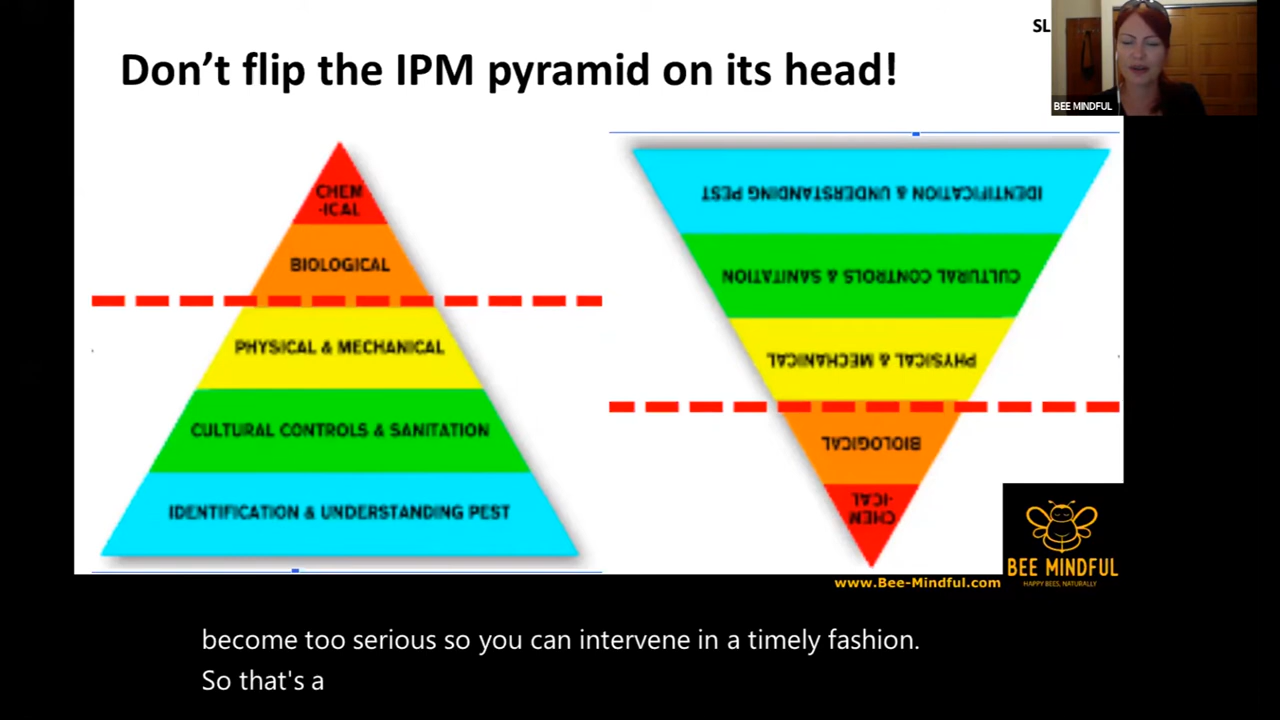 SL
Don't flip the IPM pyramid on its head!
BEE MINDFUL
CHEM
-ICAL
BIOLOGICAL
PHYSICAL & MECHANICAL
CULTURAL CONTROLS & SANITATION
IDENTIFICATION & UNDERSTANDING PEST
IDENTIFICATION & UNDERSTANDING PEST
CULTURAL CONTROLS & SANITATION
PHYSICAL & MECHANICAL
BIOLOGICAL
-ICAL
CHEM
BEE MINDFUL
HAPPY BEES, NATURALLY
www.Bee-Mindful.com
become too serious so you can intervene in a timely fashion.
So that's a